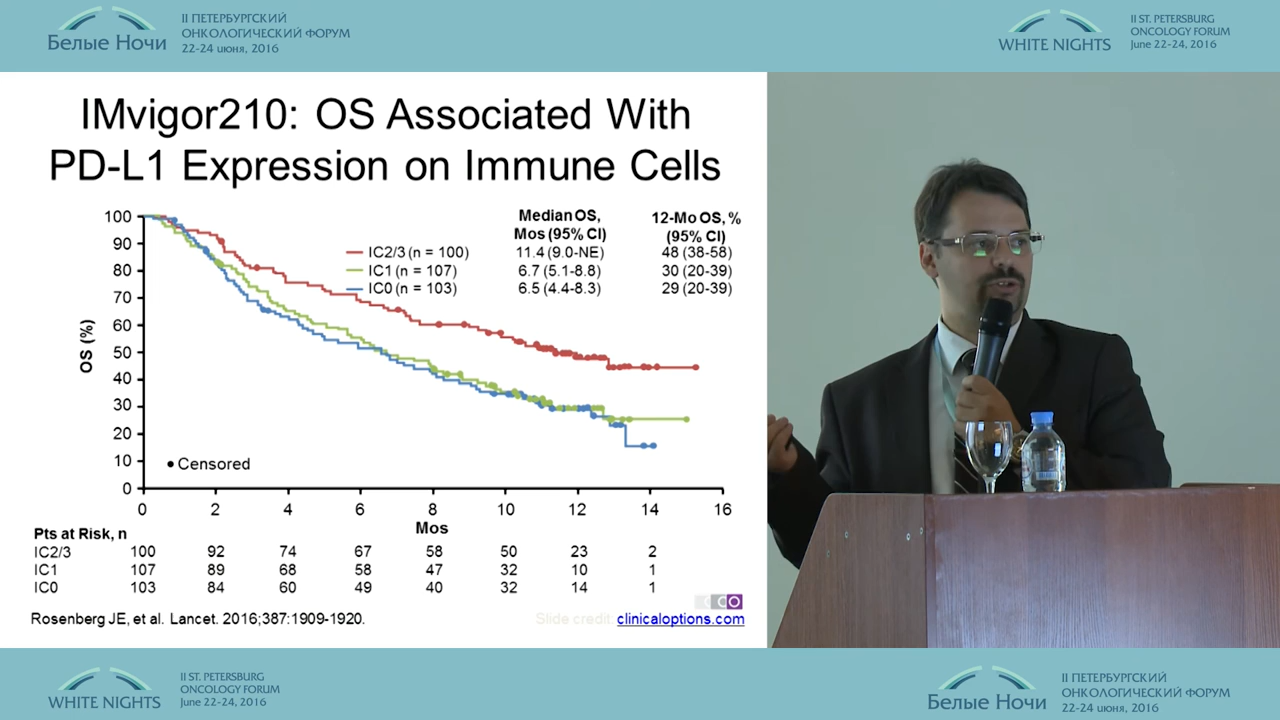 Белые Ночи
II ПЕТЕРБУРГСКИЙ
ОНКОЛОГИЧЕСКИЙ ФОРУМ
22-24 июня, 2016
WHITE NIGHTS
II ST. PETERSBURG
ONCOLOGY FORUM
June 22-24, 2016
IMvigor210: OS Associated With
PD-L1 Expression on Immune Cells
Median OS, 12-Mo OS, %
Mos (95% CI) (95% CI)
IC2/3 (n = 100) 11.4 (9.0-NE) 48 (38-58)
IC1 (n = 107) 6.7 (5.1-8.8) 30 (20-39)
IC0 (n = 103) 6.5 (4.4-8.3) 29 (20-39)
OS (%)
100
90
80
70
60
50
40
30
20
10
0
Censored
0 2 4 6 8 10 12 14 16
Mos
Pts at Risk, n
IC2/3 100 92 74 67 58 50 23 2
IC1 107 89 68 58 47 32 10 1
IC0 103 84 60 49 40 32 14 1
CCO
Rosenberg JE, et al. Lancet. 2016;387:1909-1920.
Slide credit: clinicaloptions.com
WHITE NIGHTS
II ST. PETERSBURG
ONCOLOGY FORUM
June 22-24, 2016
Белые Ночи
II ПЕТЕРБУРГСКИЙ
ОНКОЛОГИЧЕСКИЙ ФОРУМ
22-24 июня, 2016